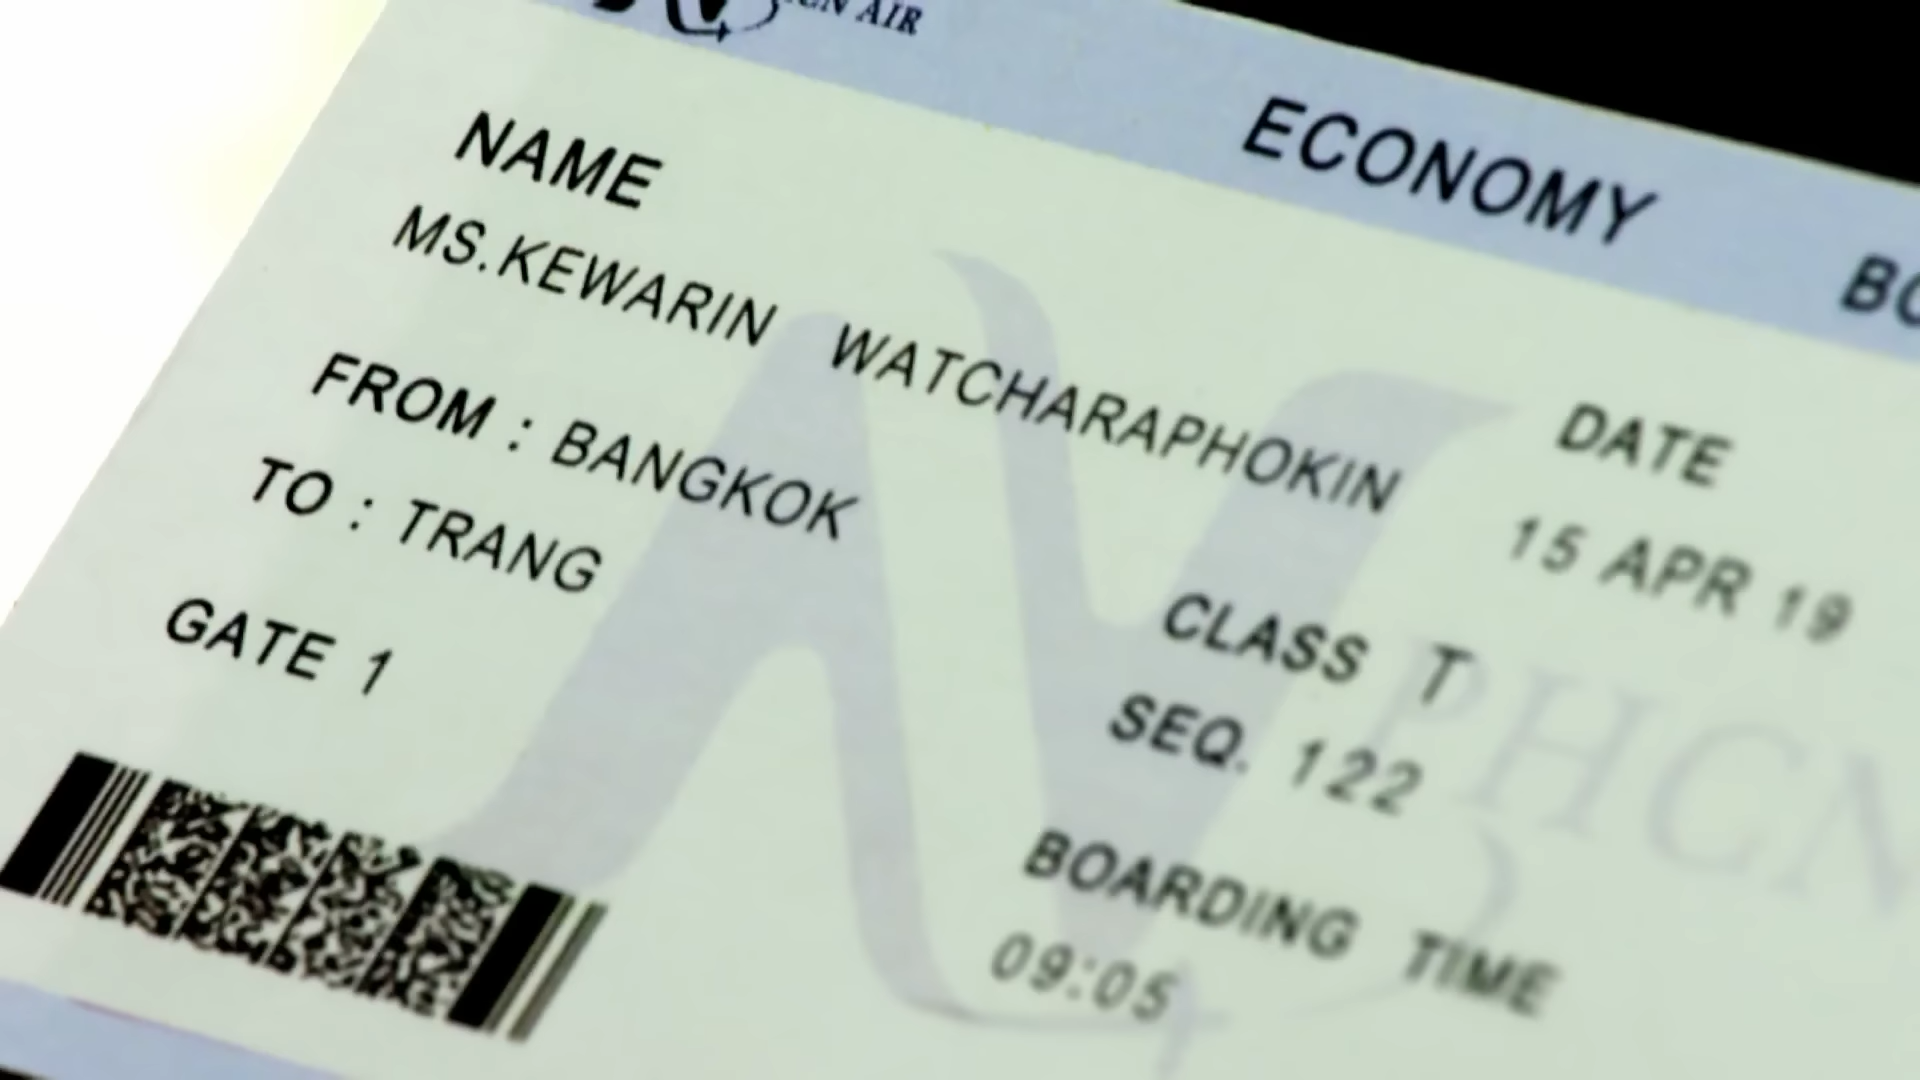 AIR
ECONOMY
NAME
MS.KEWARIN WATCHARAPHOKIN
FROM : BANGKOK
TO : TRANG
GATE 1
DATE
15 APR 19
CLASS T
SEQ. 122
BOARDING TIME
09:05